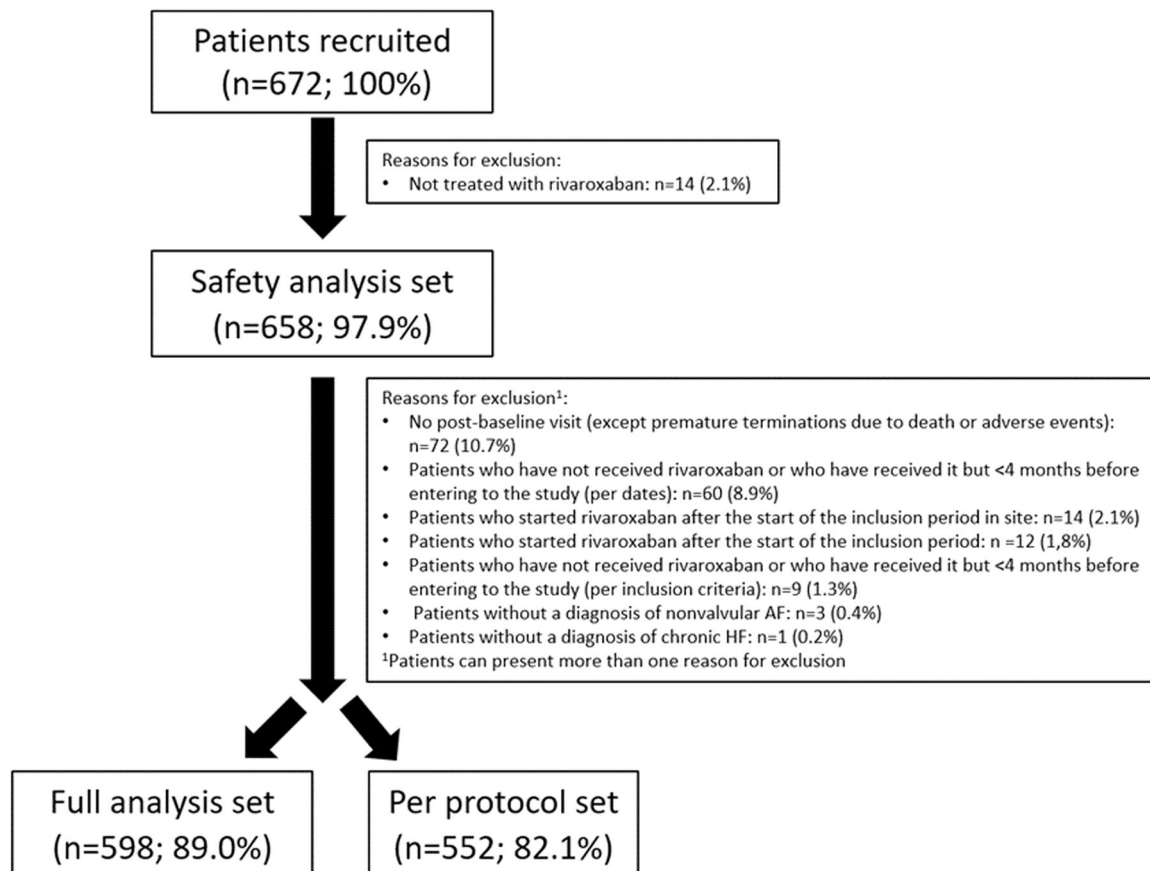 Patients recruited
(n=672; 100%)
Reasons for exclusion:
• Not treated with rivaroxaban: n=14 (2.1%)
Safety analysis set
(n=658; 97.9%)
Reasons for exclusion¹:
• No post-baseline visit (except premature terminations due to death or adverse events):
n=72 (10.7%)
• Patients who have not received rivaroxaban or who have received it but <4 months before
entering to the study (per dates): n=60 (8.9%)
• Patients who started rivaroxaban after the start of the inclusion period in site: n=14 (2.1%)
• Patients who started rivaroxaban after the start of the inclusion period: n =12 (1,8%)
• Patients who have not received rivaroxaban or who have received it but <4 months before
entering to the study (per inclusion criteria): n=9 (1.3%)
• Patients without a diagnosis of nonvalvular AF: n=3 (0.4%)
• Patients without a diagnosis of chronic HF: n=1 (0.2%)
¹Patients can present more than one reason for exclusion
Full analysis set
(n=598; 89.0%)
Per protocol set
(n=552; 82.1%)